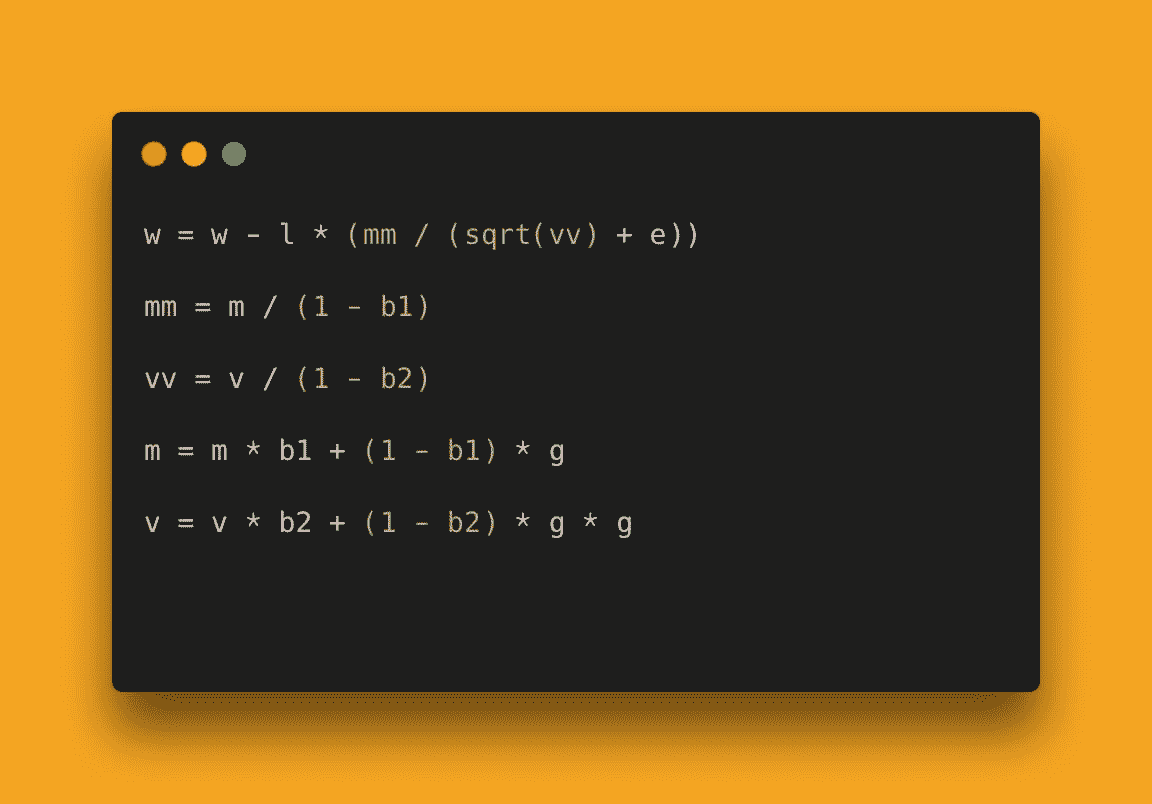 w = w - l * (mm / (sqrt(vv) + e))
mm = m / (1 - b1)
vv = v / (1 - b2)
m = m * b1 + (1 - b1) * g
v = v * b2 + (1 - b2) * g * g